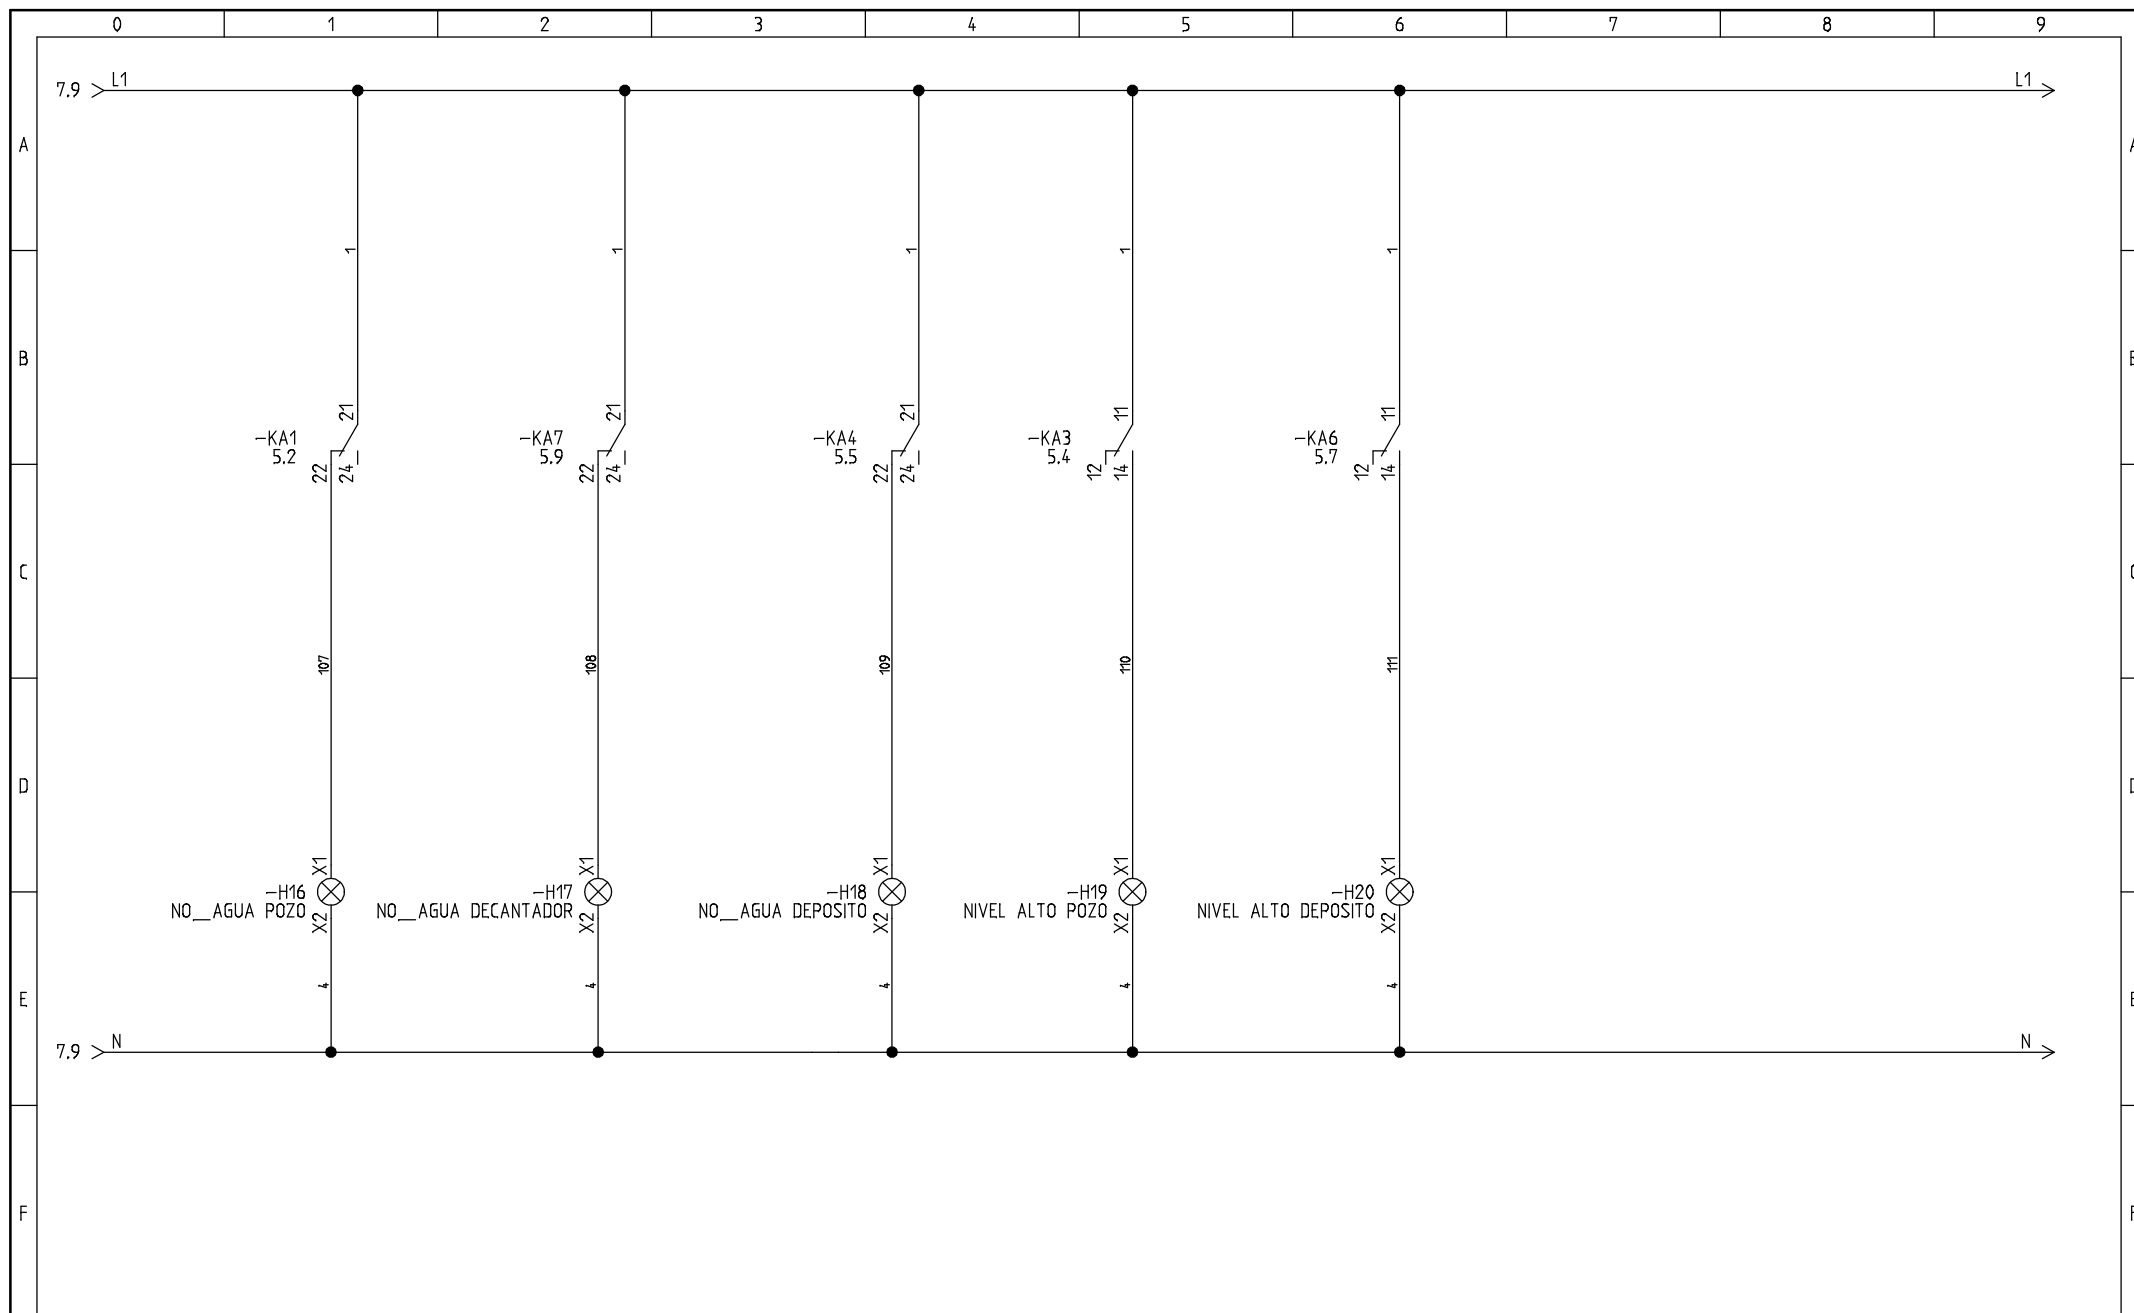 0 1 2 3 4 5 6 7 8 9
7.9 L1 L1
A A
1 1 1 1 1
B
21 21 21 11 11
-KA1 -KA7 -KA4 -KA3 -KA6
5.2 5.9 5.5 5.4 5.7
22 24 22 24 22 24 12 14 12 14
C
107 108 109 110 111
D
X1 X1 X1 X1 X1
-H16 -H17 -H18 -H19 -H20
NO__AGUA POZO NO__AGUA DECANTADOR NO__AGUA DEPOSITO NIVEL ALTO POZO NIVEL ALTO DEPOSITO
X2 X2 X2 X2 X2
4 4 4 4 4
E
7.9 N N
F